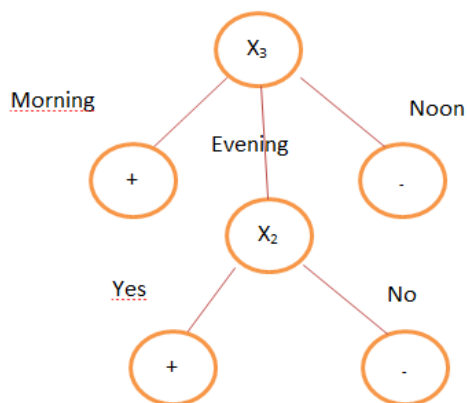 X₃
Morning
Noon
Evening
+
-
X₂
Yes
No
+
-